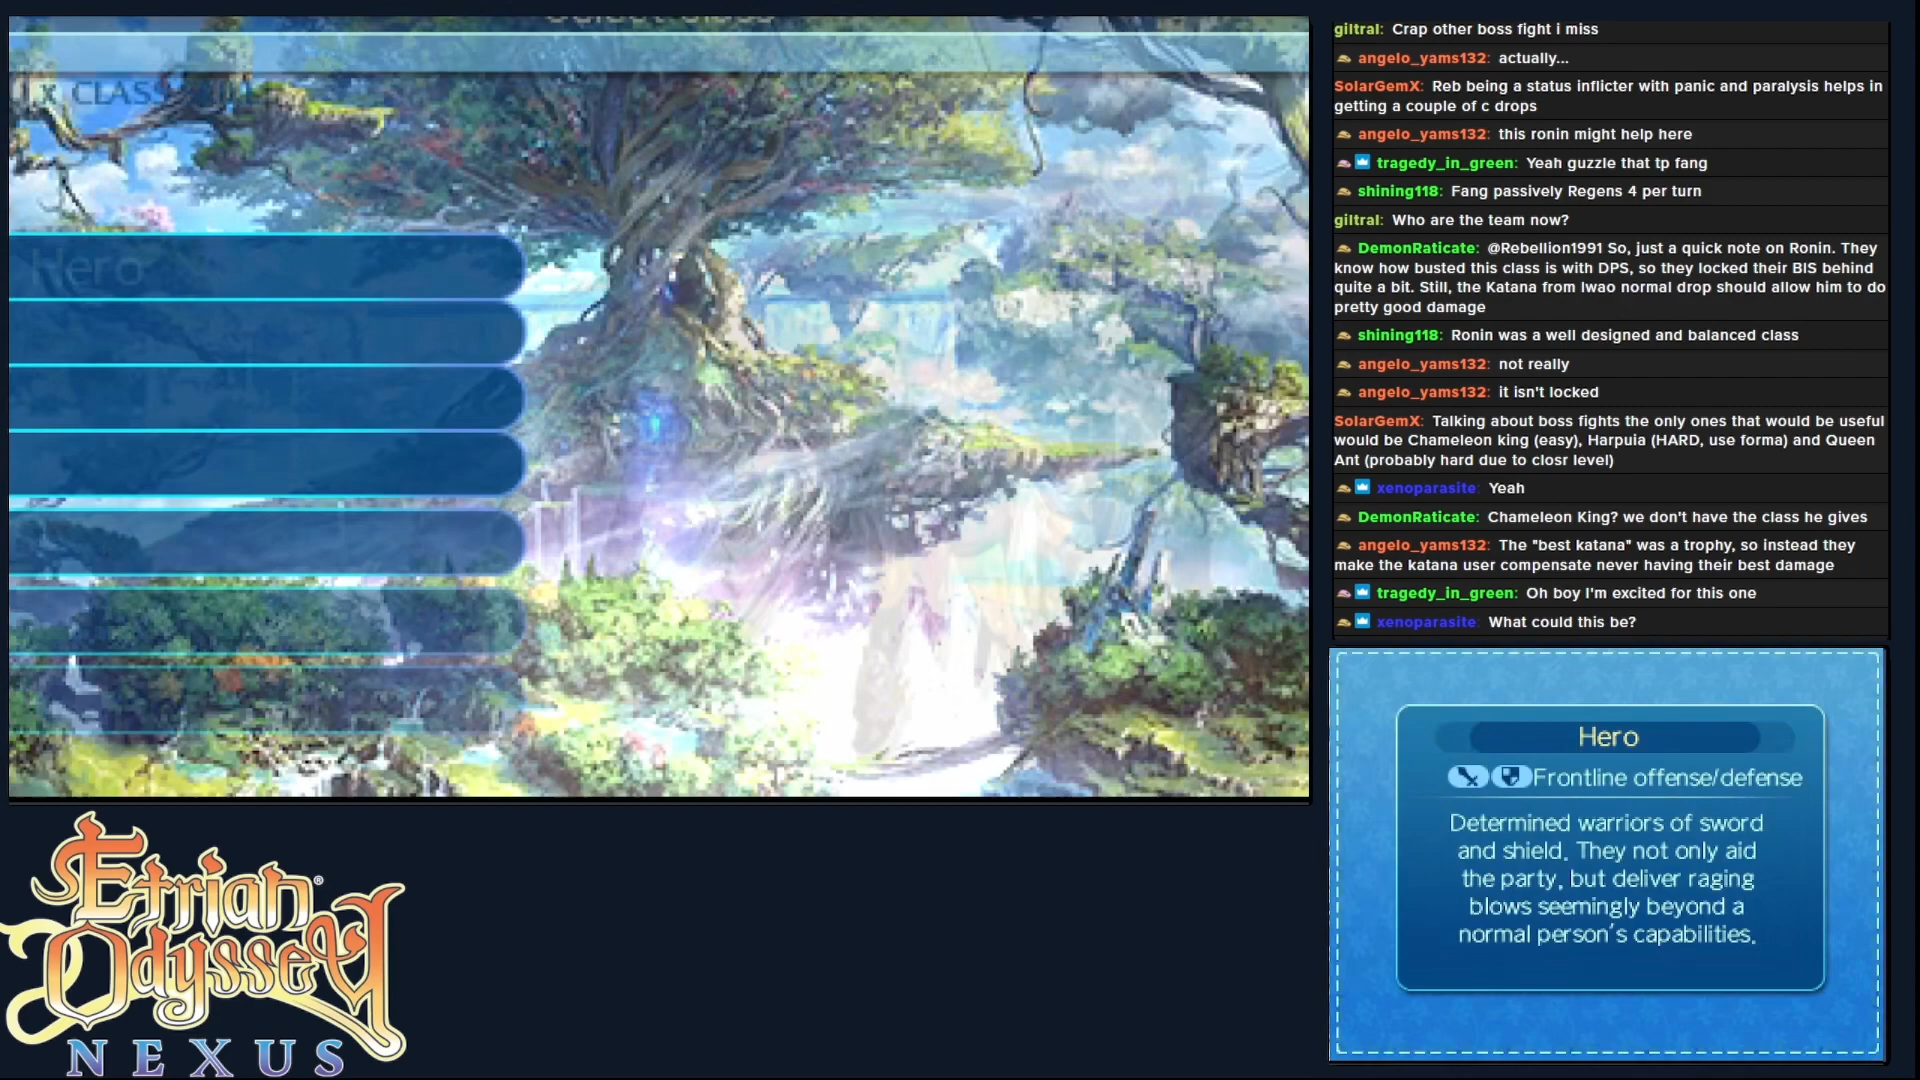 Select Class
X CLASS
Hero
giltral: Crap other boss fight i miss
angelo_yams132: actually...
SolarGemX: Reb being a status inflicter with panic and paralysis helps in
getting a couple of c drops
angelo_yams132: this ronin might help here
tragedy_in_green: Yeah guzzle that tp fang
shining118: Fang passively Regens 4 per turn
giltral: Who are the team now?
DemonRaticate: @Rebellion1991 So, just a quick note on Ronin. They
know how busted this class is with DPS, so they locked their BIS behind
quite a bit. Still, the Katana from Iwao normal drop should allow him to do
pretty good damage
shining118: Ronin was a well designed and balanced class
angelo_yams132: not really
angelo_yams132: it isn't locked
SolarGemX: Talking about boss fights the only ones that would be useful
would be Chameleon king (easy), Harpuia (HARD, use forma) and Queen
Ant (probably hard due to closr level)
xenoparasite: Yeah
DemonRaticate: Chameleon King? we don't have the class he gives
angelo_yams132: The "best katana" was a trophy, so instead they
make the katana user compensate never having their best damage
tragedy_in_green: Oh boy I'm excited for this one
xenoparasite: What could this be?
Hero
Frontline offense/defense
Determined warriors of sword
and shield. They not only aid
the party, but deliver raging
blows seemingly beyond a
normal person's capabilities.
Etrian®
Odyssey
NEXUS